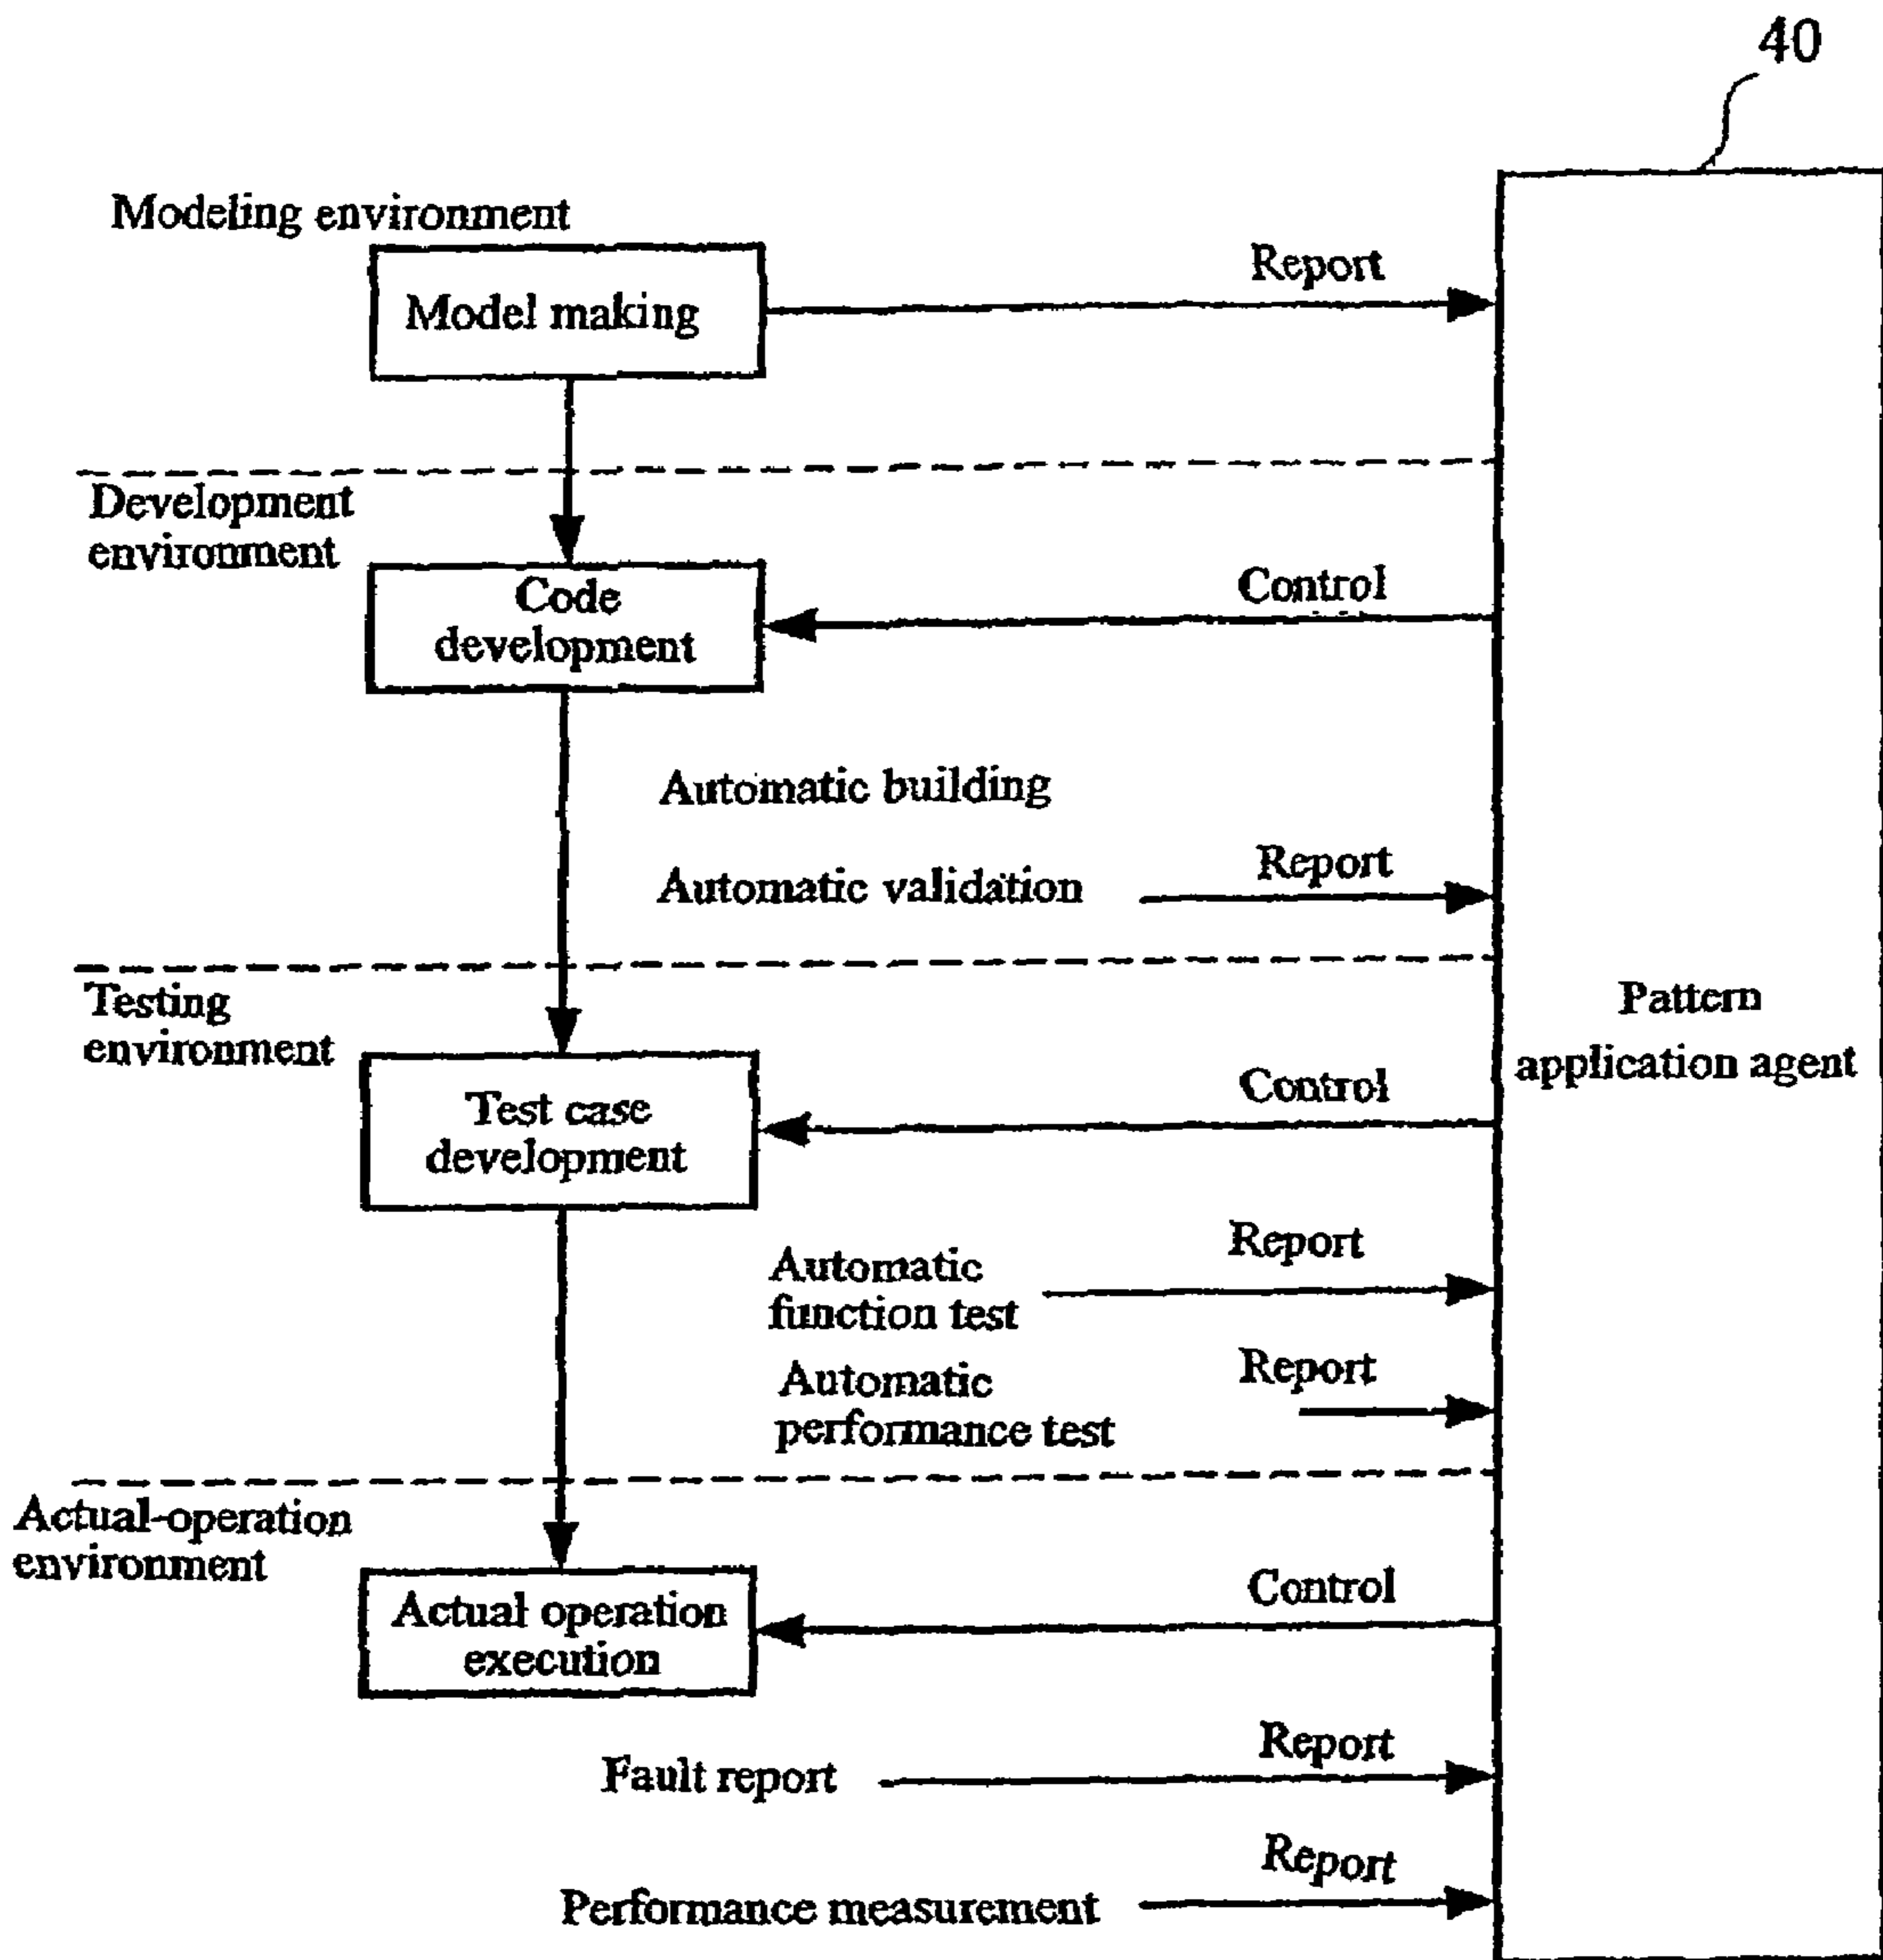 40
Modeling environment
Model making
Report
Development
environment
Code
development
Control
Automatic building
Automatic validation
Report
Testing
environment
Test case
development
Control
Pattern
application agent
Automatic
function test
Report
Automatic
performance test
Report
Actual-operation
environment
Actual operation
execution
Control
Fault report
Report
Performance measurement
Report